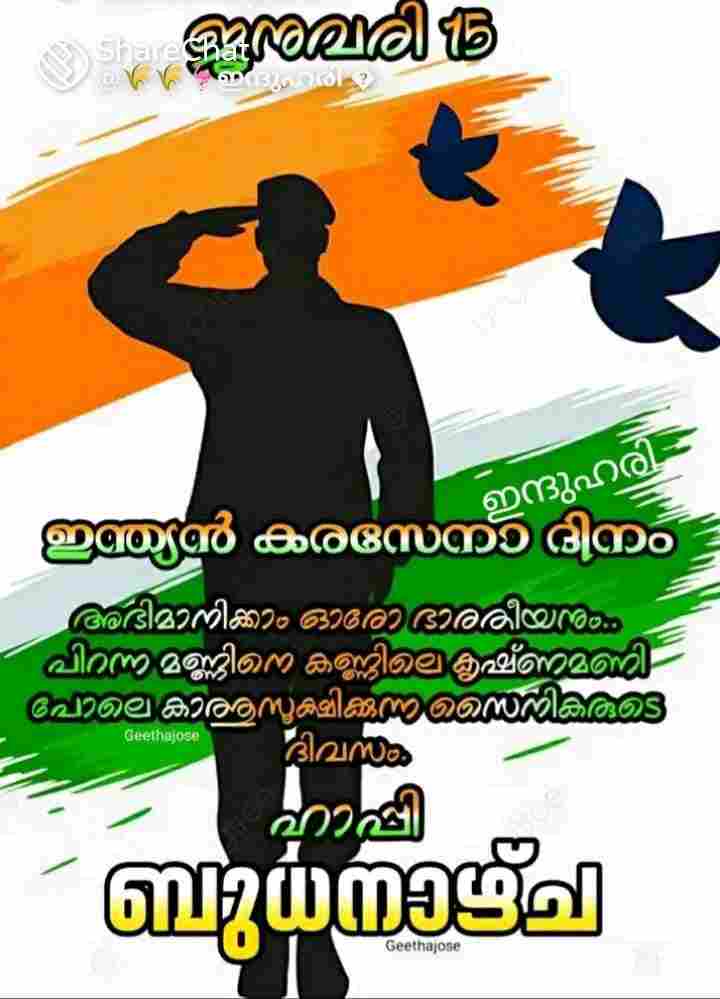 ജനുവരി 15
ShareChat
ഇന്ദുഹരി
ഇന്ദുഹരി
ഇന്ത്യൻ കരസേനാ ദിനം
അഭിമാനിക്കാം ഓരോ ഭാരതീയനും..
പിറന്ന മണ്ണിനെ കണ്ണിലെ കൃഷ്ണമണി
പോലെ കാത്തുസൂക്ഷിക്കുന്ന സൈനികരുടെ
Geethajose
ദിവസം.
ഹാപ്പി
ബുധനാഴ്ച
Geethajose